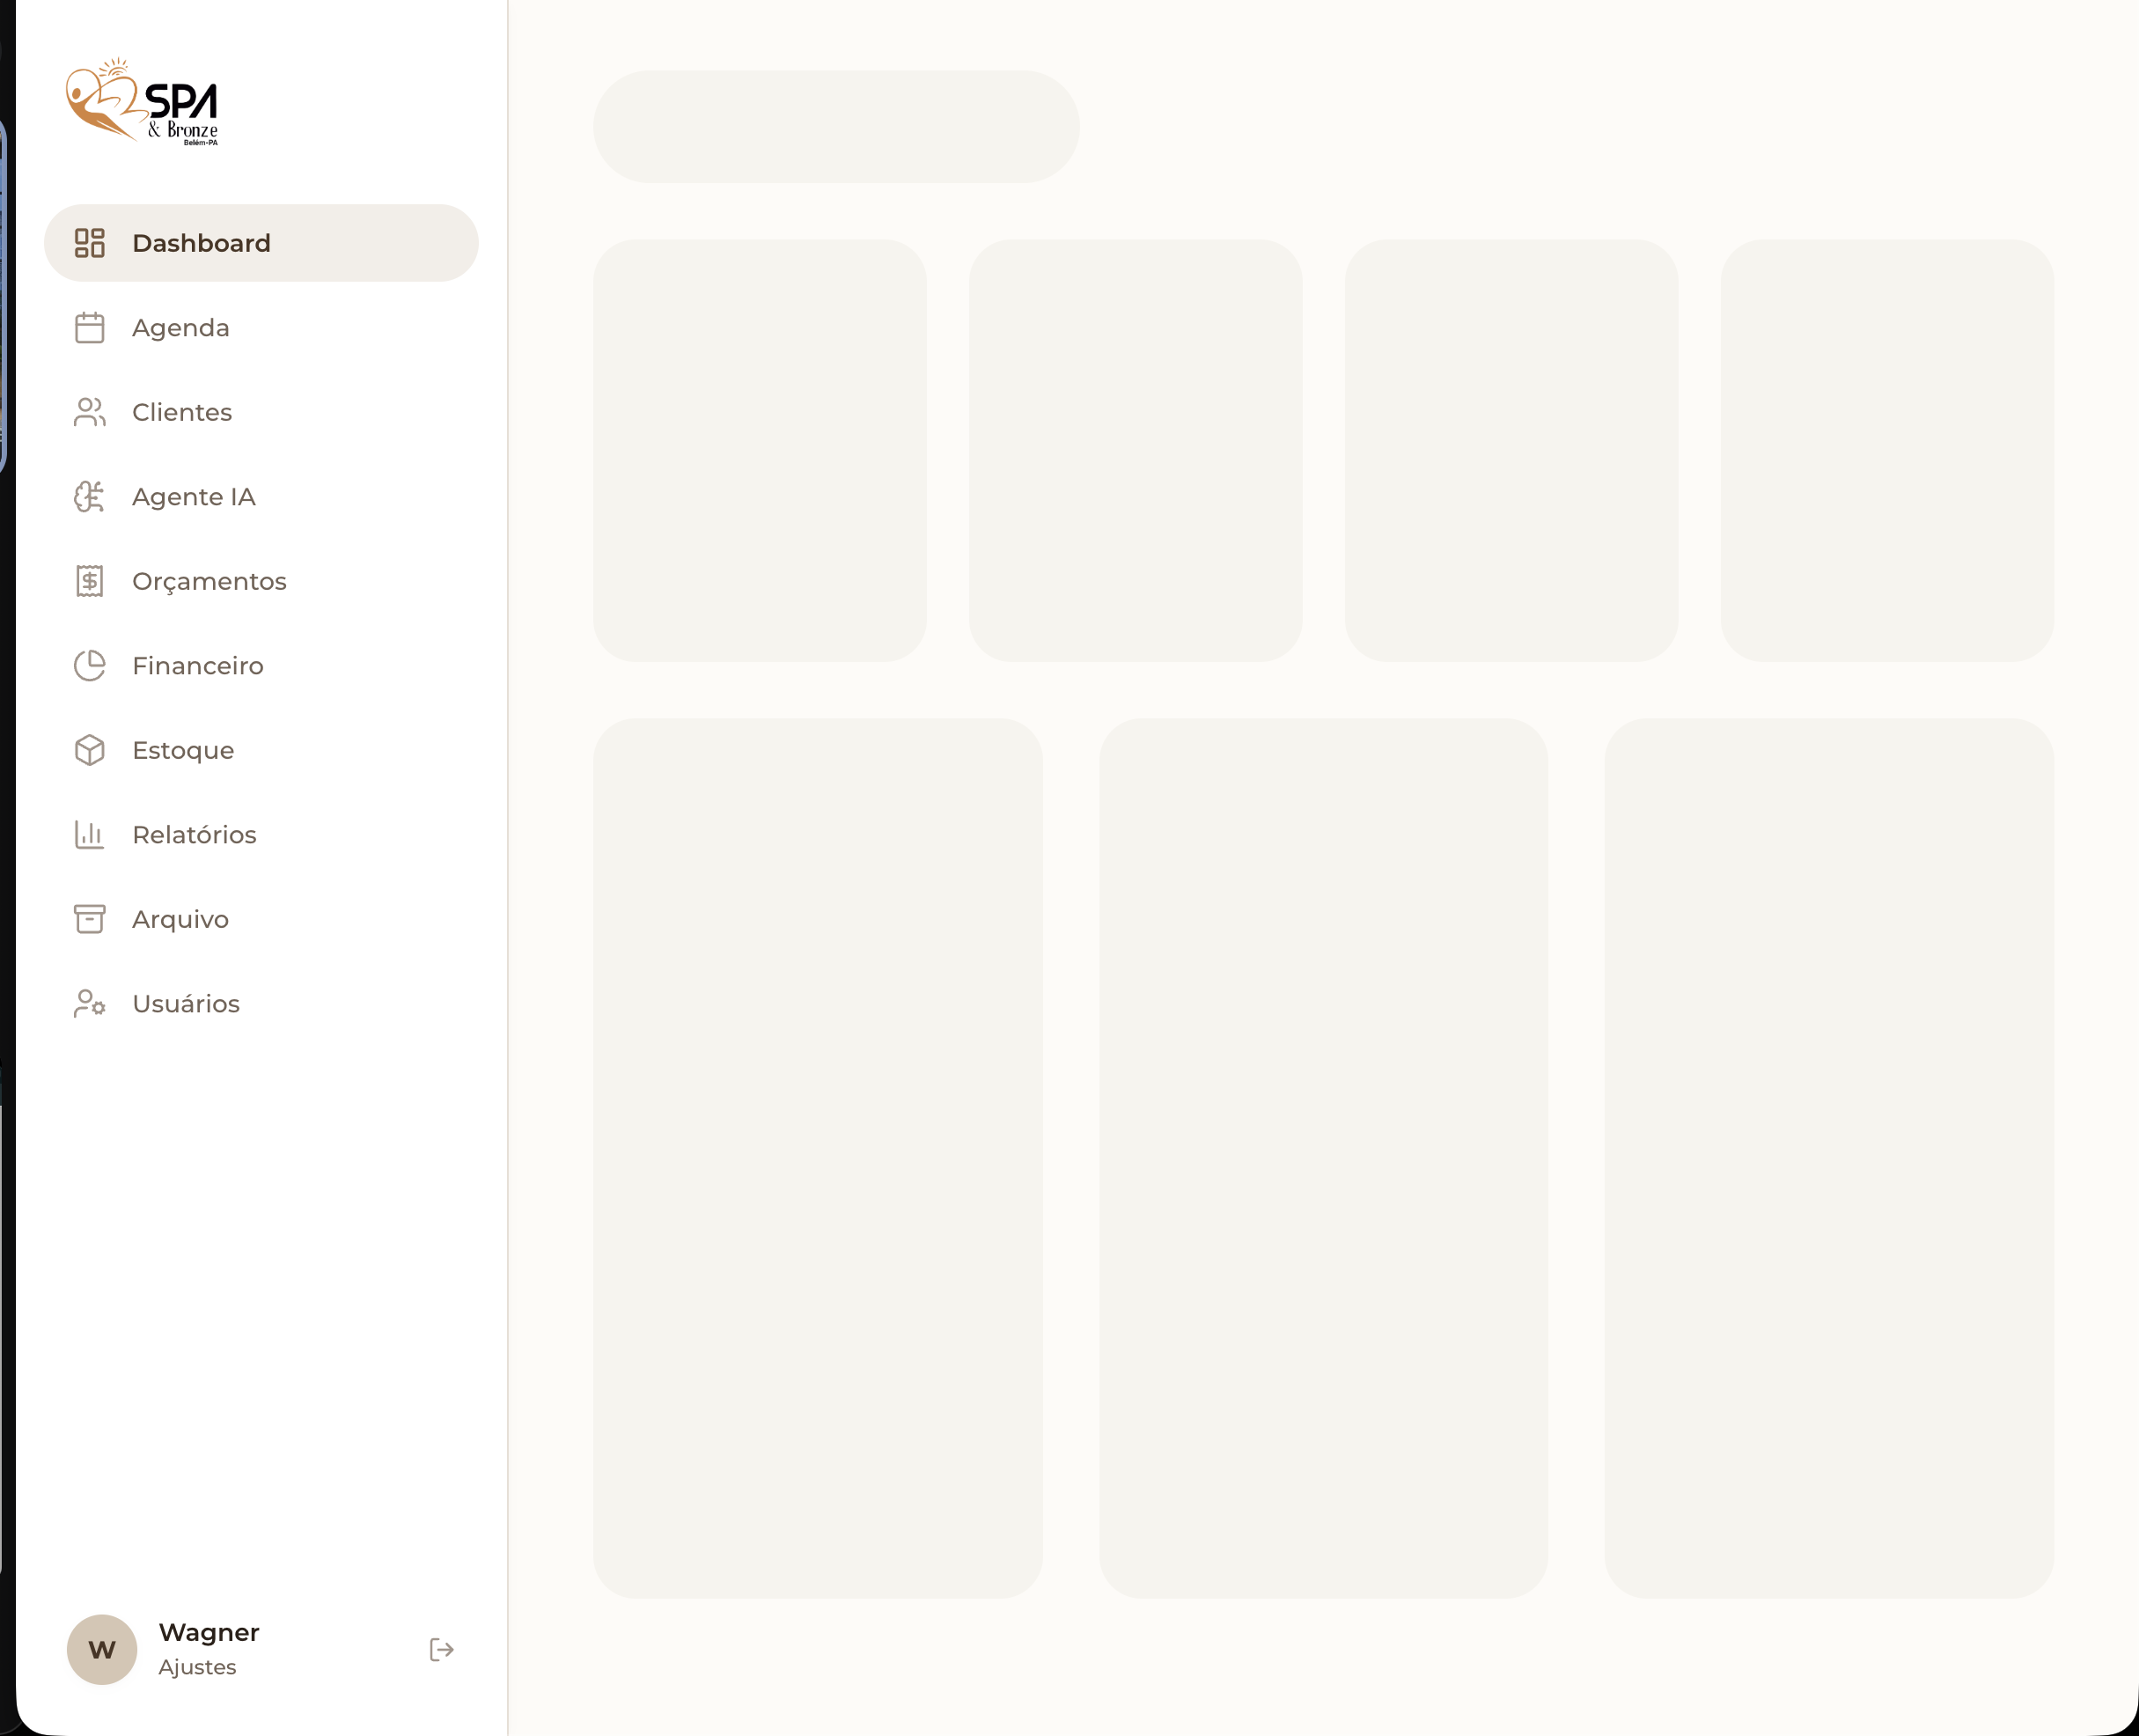 SPA
& Bronze
Belém-PA
Dashboard
Agenda
Clientes
Agente IA
Orçamentos
Financeiro
Estoque
Relatórios
Arquivo
Usuários
W
Wagner
Ajustes